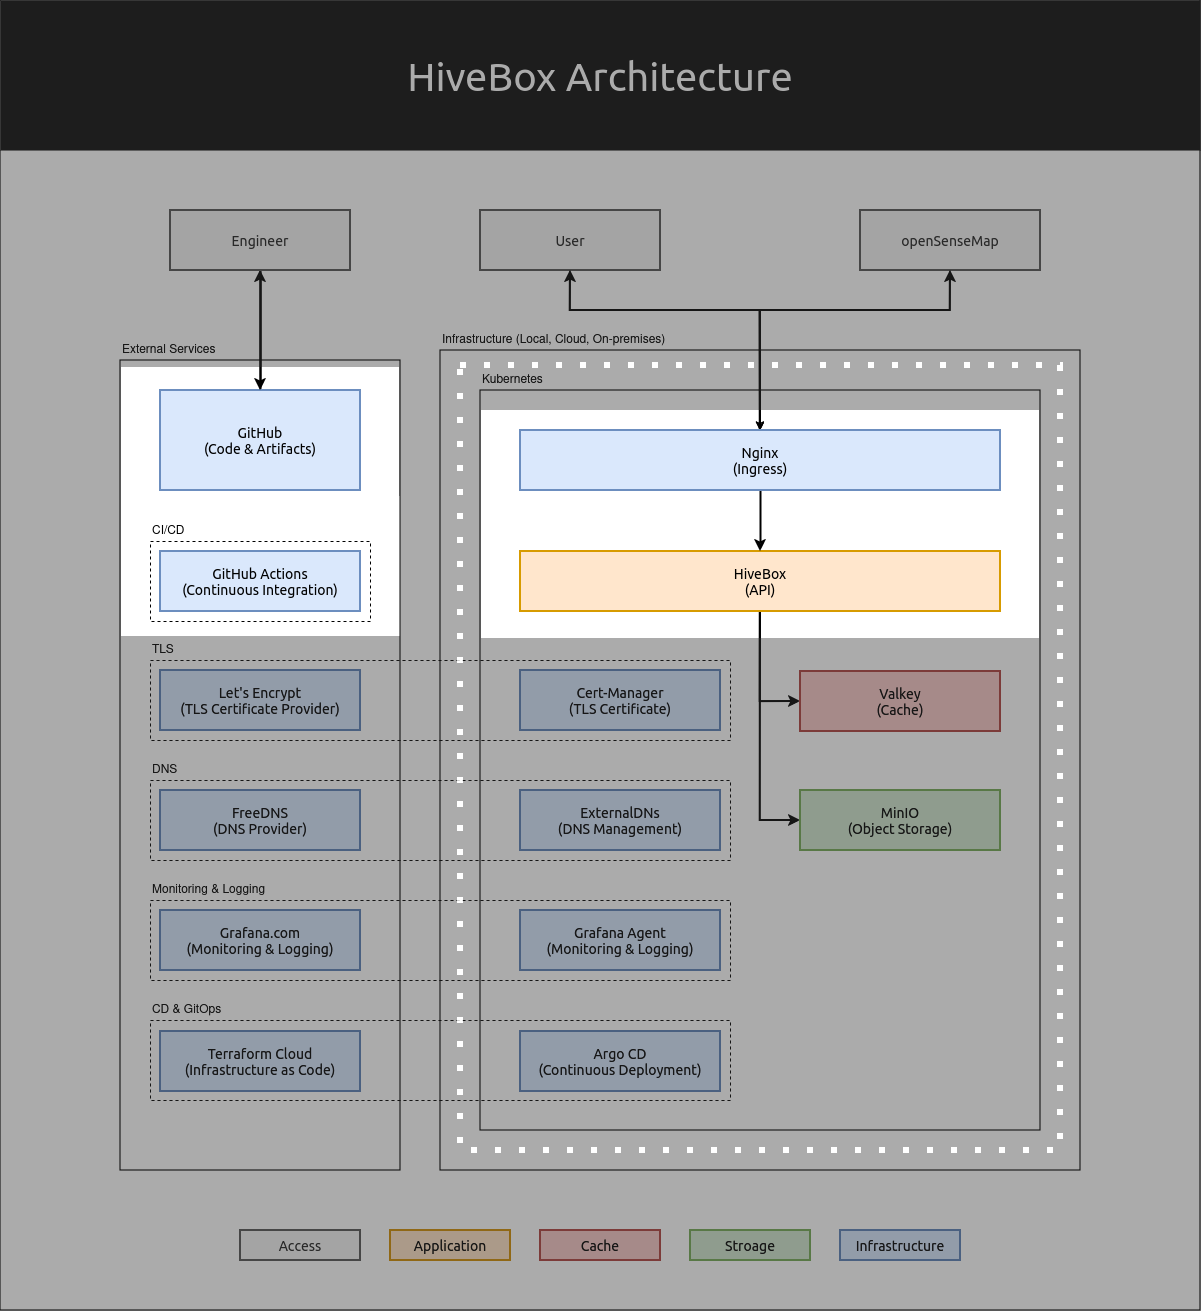 HiveBox Architecture
Engineer
User
openSenseMap
External Services
Infrastructure (Local, Cloud, On-premises)
Kubernetes
GitHub
(Code & Artifacts)
Nginx
(Ingress)
CI/CD
GitHub Actions
(Continuous Integration)
HiveBox
(API)
TLS
Let's Encrypt
(TLS Certificate Provider)
Cert-Manager
(TLS Certificate)
Valkey
(Cache)
DNS
FreeDNS
(DNS Provider)
ExternalDNs
(DNS Management)
MinIO
(Object Storage)
Monitoring & Logging
Grafana.com
(Monitoring & Logging)
Grafana Agent
(Monitoring & Logging)
CD & GitOps
Terraform Cloud
(Infrastructure as Code)
Argo CD
(Continuous Deployment)
Access
Application
Cache
Stroage
Infrastructure